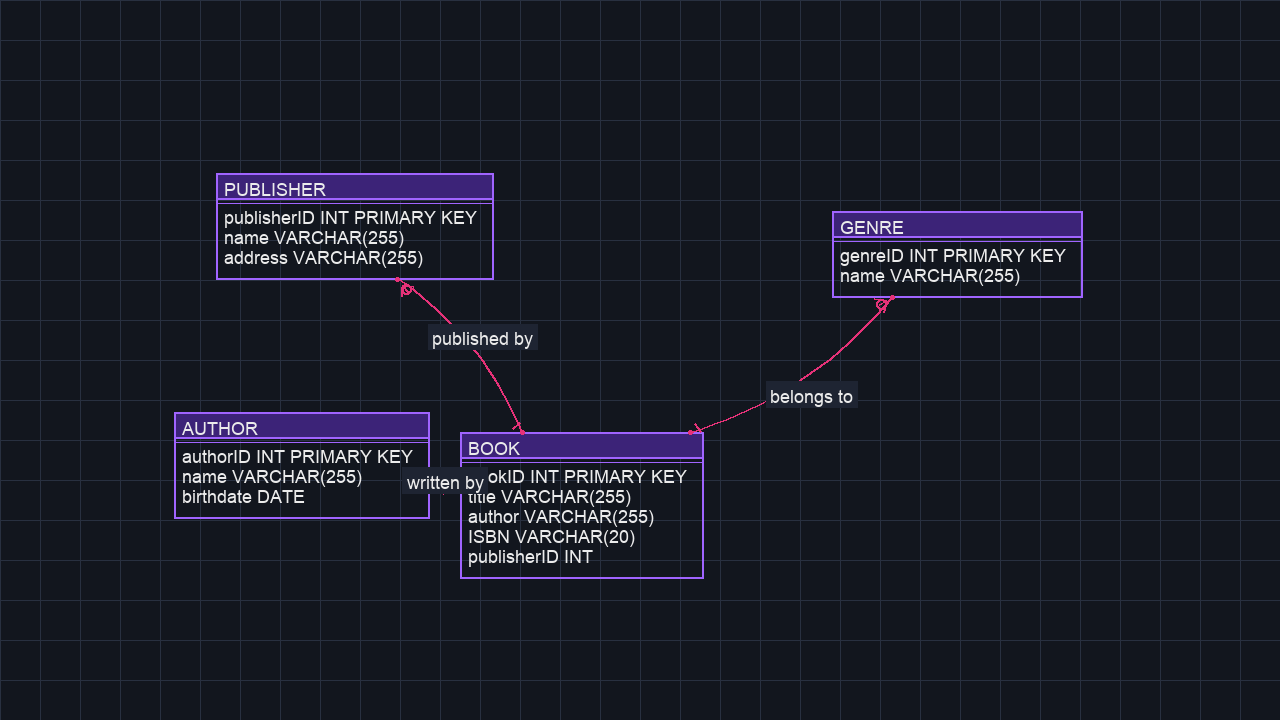 PUBLISHER
publisherID INT PRIMARY KEY
name VARCHAR(255)
address VARCHAR(255)
GENRE
genreID INT PRIMARY KEY
name VARCHAR(255)
published by
belongs to
AUTHOR
authorID INT PRIMARY KEY
name VARCHAR(255)
birthdate DATE
written by
BOOK
okID INT PRIMARY KEY
title VARCHAR(255)
author VARCHAR(255)
ISBN VARCHAR(20)
publisherID INT